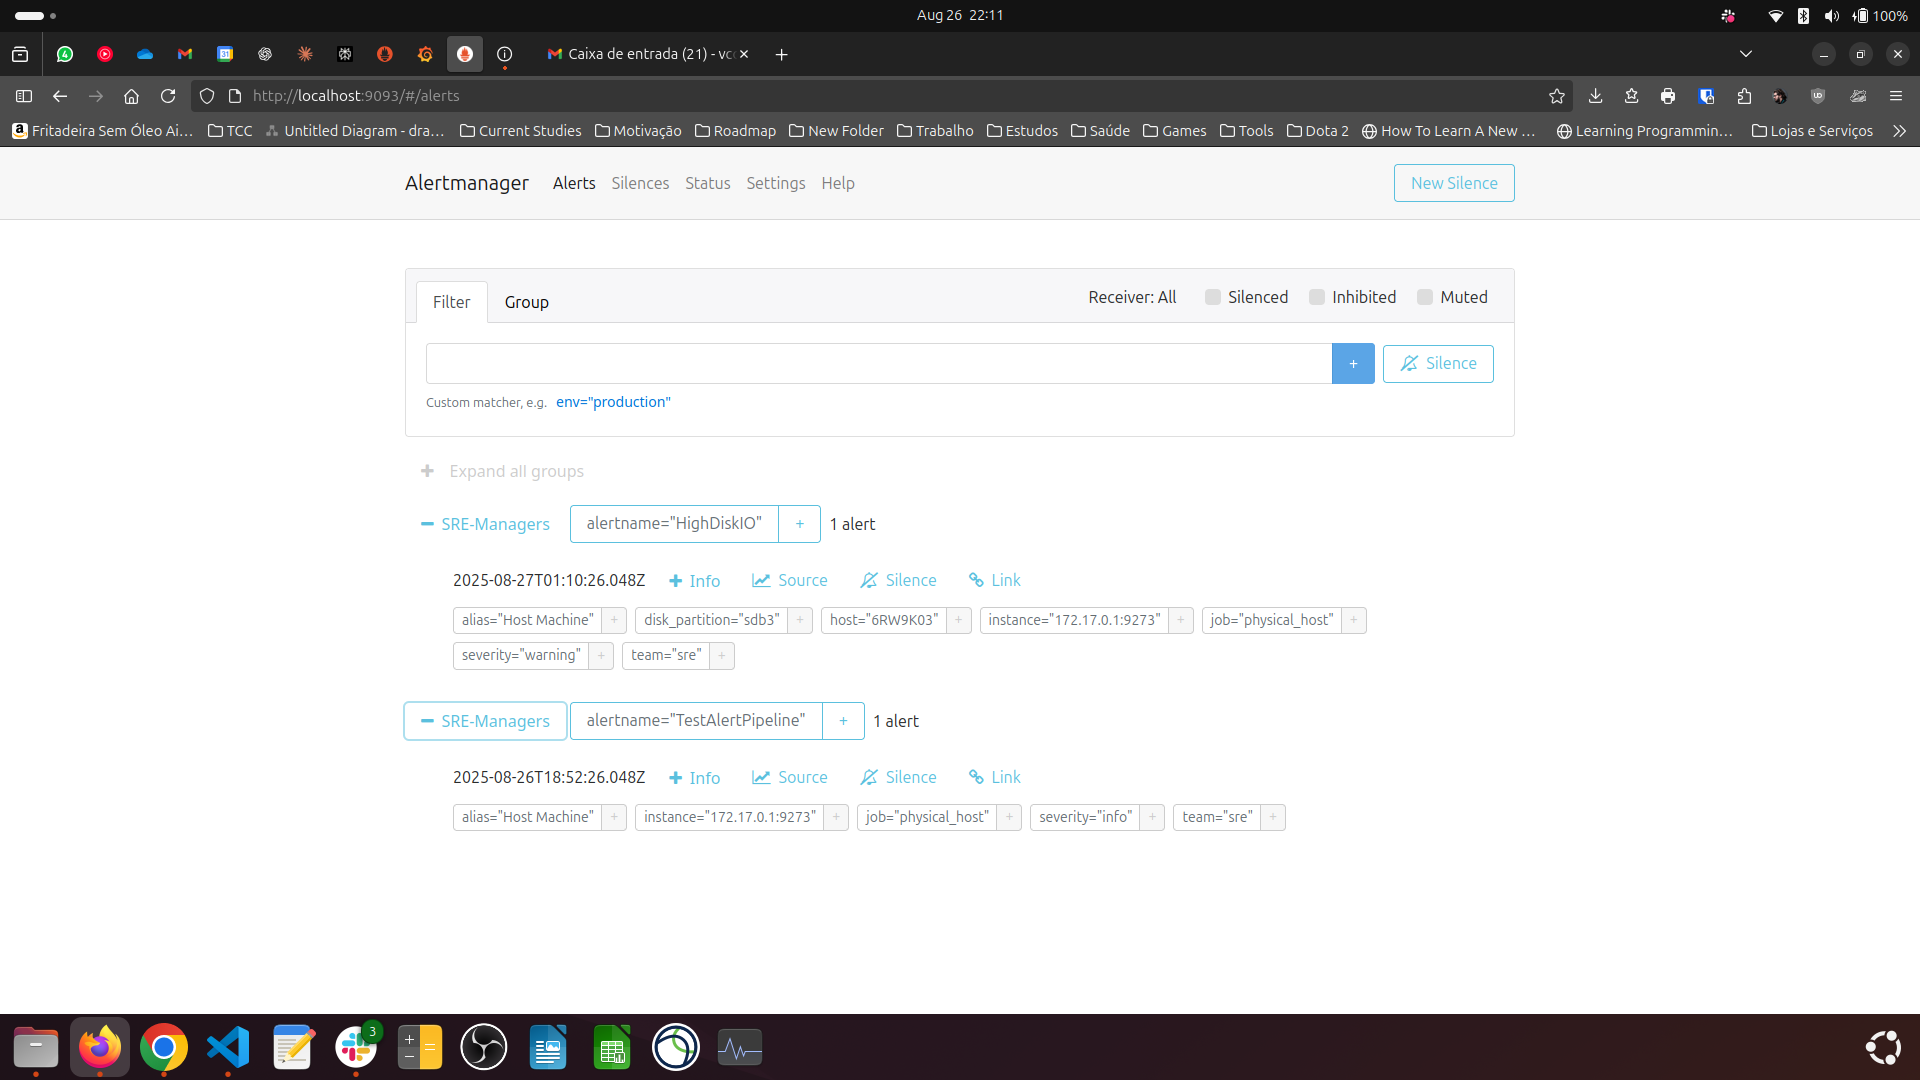 Aug 26 22:11
100%
Caixa de entrada (21) - vc
http://localhost:9093/#/alerts
Fritadeira Sem Óleo Ai… TCC Untitled Diagram - dra… Current Studies Motivação Roadmap New Folder Trabalho Estudos Saúde Games Tools Dota 2 How To Learn A New … Learning Programmin… Lojas e Serviços
Alertmanager Alerts Silences Status Settings Help New Silence
Filter Group Receiver: All Silenced Inhibited Muted
+ Silence
Custom matcher, e.g. env="production"
+ Expand all groups
− SRE-Managers alertname="HighDiskIO" + 1 alert
2025-08-27T01:10:26.048Z + Info Source Silence Link
alias="Host Machine" + disk_partition="sdb3" + host="6RW9K03" + instance="172.17.0.1:9273" + job="physical_host" +
severity="warning" + team="sre" +
− SRE-Managers alertname="TestAlertPipeline" + 1 alert
2025-08-26T18:52:26.048Z + Info Source Silence Link
alias="Host Machine" + instance="172.17.0.1:9273" + job="physical_host" + severity="info" + team="sre" +
3